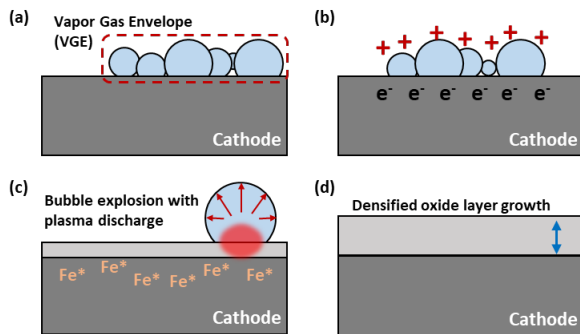 (a)
Vapor Gas Envelope
(VGE)
Cathode
(b)
+ + + + + +
e- e- e- e- e- e-
Cathode
(c)
Bubble explosion with
plasma discharge
Fe* Fe* Fe* Fe* Fe* Fe*
Cathode
(d)
Densified oxide layer growth
Cathode